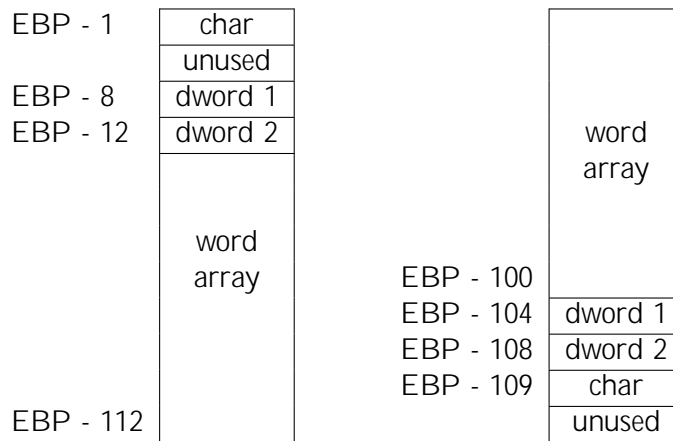 EBP - 1 char
unused
EBP - 8 dword 1
EBP - 12 dword 2
word
array
EBP - 112
word
array
EBP - 100
EBP - 104 dword 1
EBP - 108 dword 2
EBP - 109 char
unused